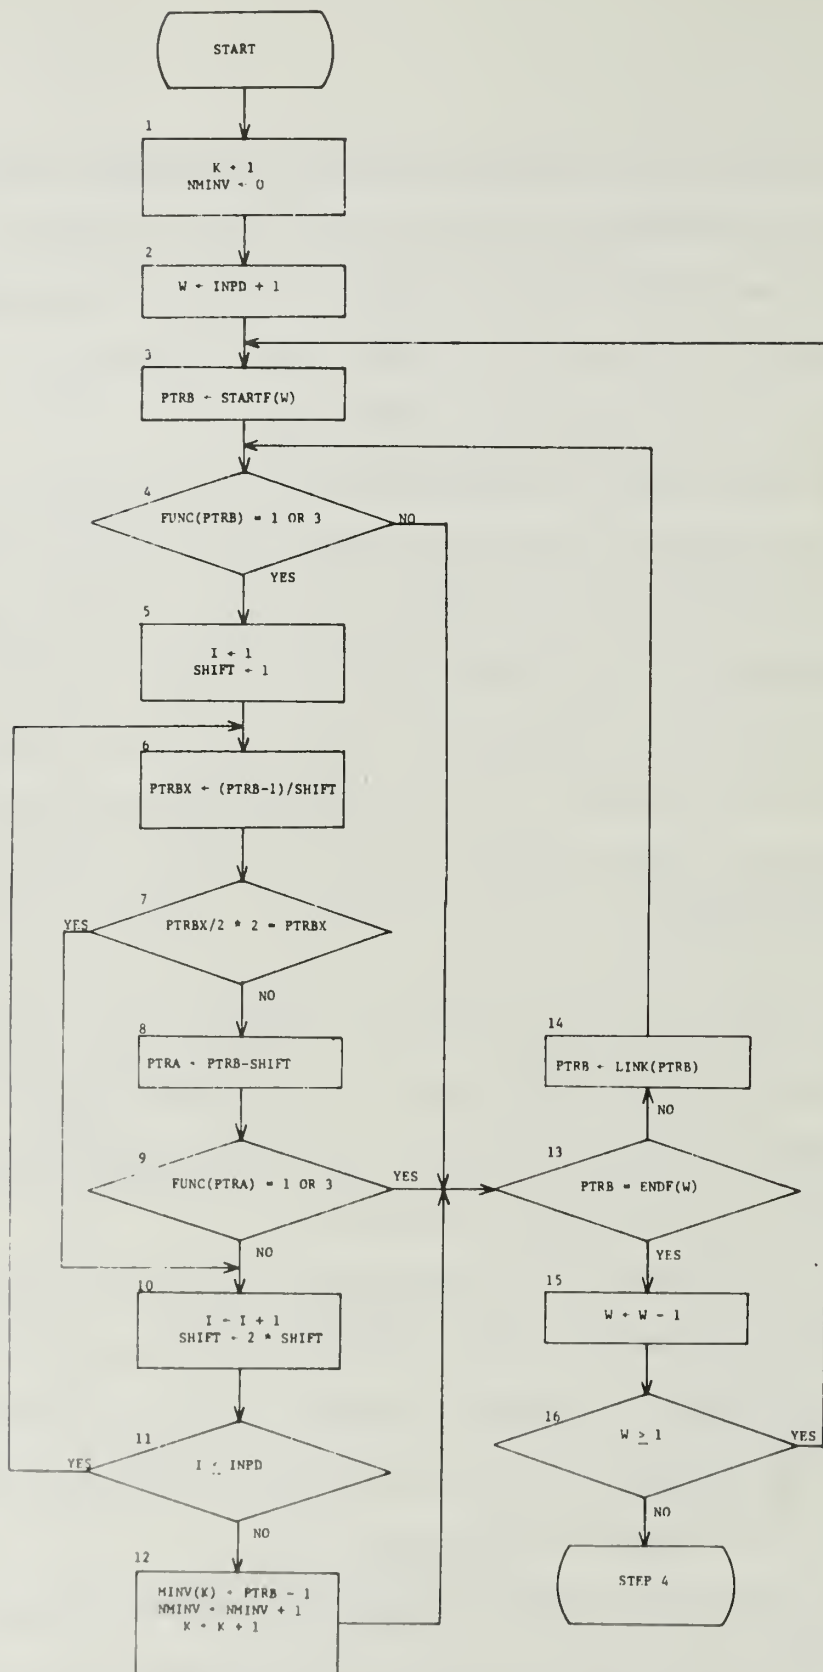 START
1
K ← 1
NMINV ← 0
2
W ← INPD + 1
3
PTRB ← STARTF(W)
4
FUNC(PTRB) = 1 OR 3
NO
YES
5
I ← 1
SHIFT ← 1
6
PTRBX ← (PTRB-1)/SHIFT
7
YES
PTRBX/2 * 2 = PTRBX
NO
8
PTRA ← PTRB-SHIFT
9
FUNC(PTRA) = 1 OR 3
YES
NO
10
I ← I + 1
SHIFT ← 2 * SHIFT
11
YES
I ≤ INPD
NO
12
MINV(K) ← PTRB - 1
NMINV ← NMINV + 1
K ← K + 1
14
PTRB ← LINK(PTRB)
NO
13
PTRB = ENDF(W)
YES
15
W ← W - 1
16
W ≥ 1
YES
NO
STEP 4